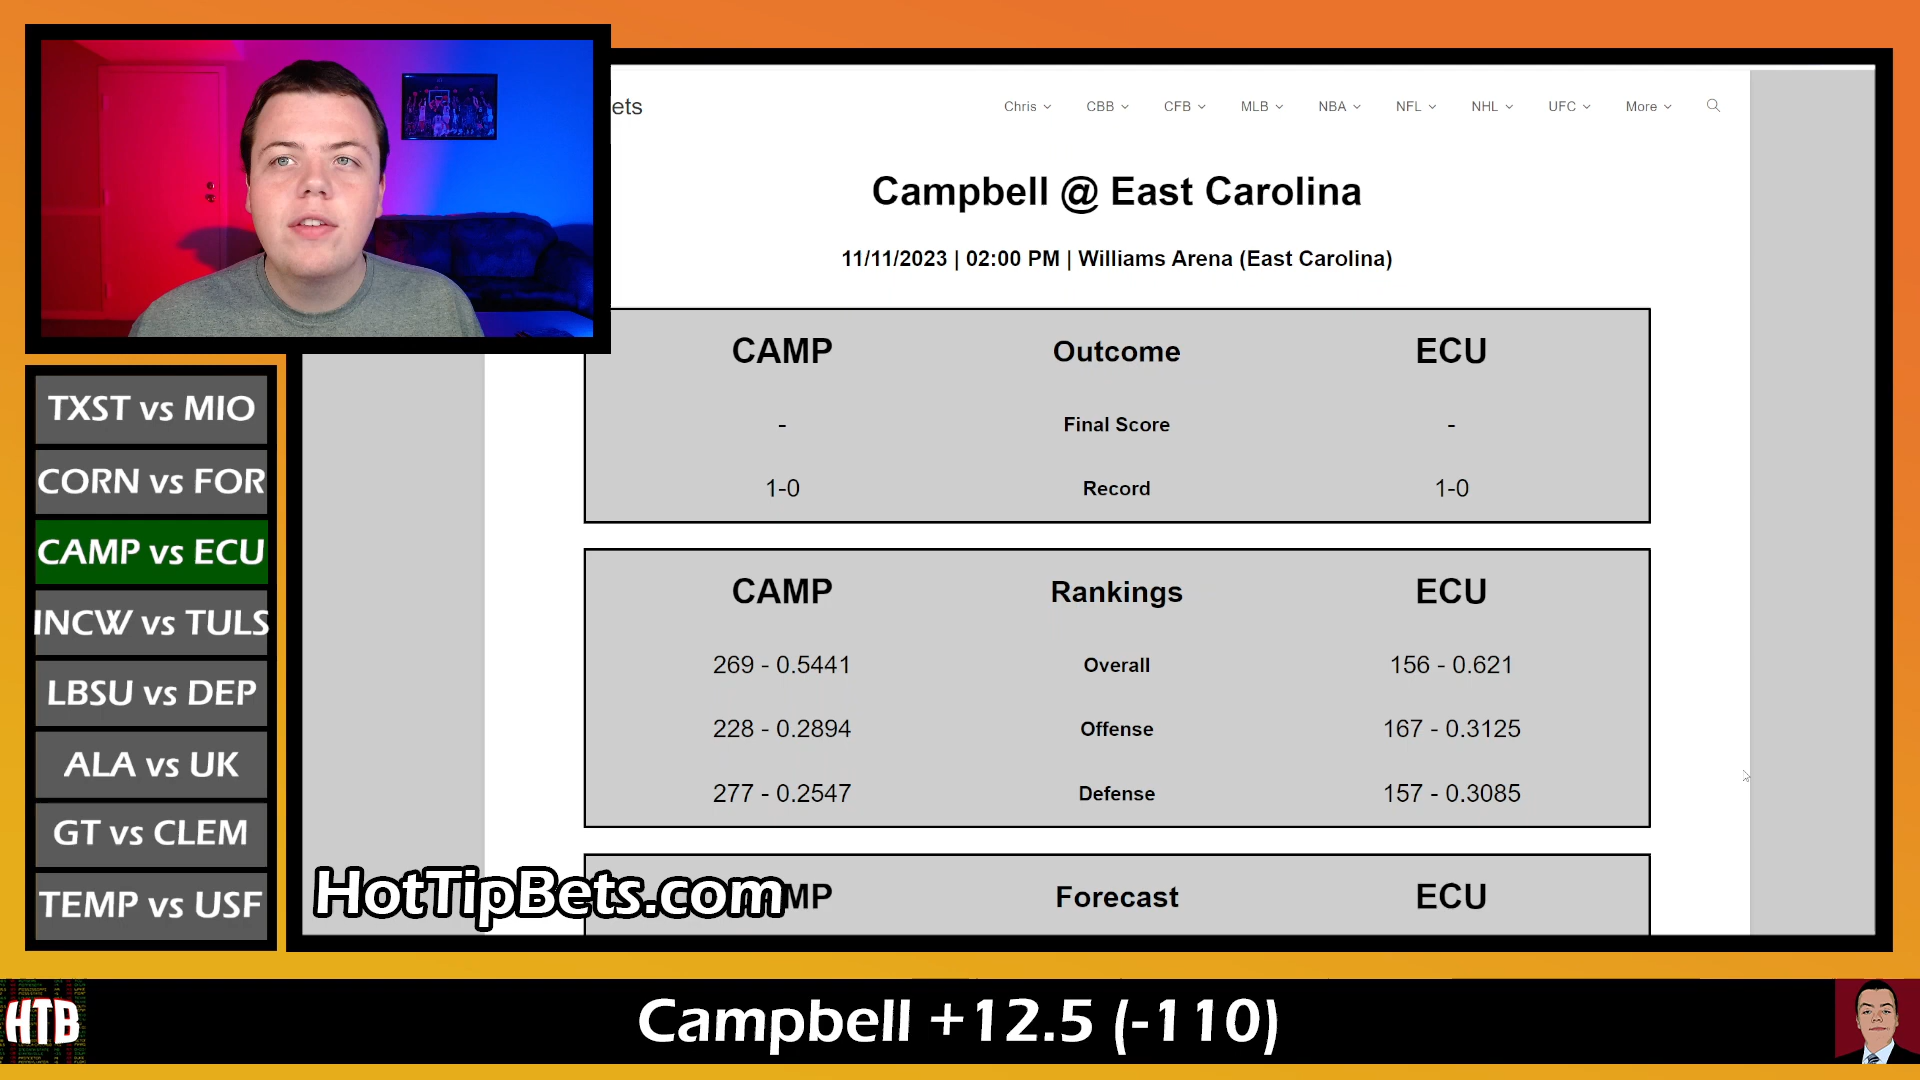 ets
Chris CBB CFB MLB NBA NFL NHL UFC More
Campbell @ East Carolina
11/11/2023 | 02:00 PM | Williams Arena (East Carolina)
CAMP Outcome ECU
- Final Score -
1-0 Record 1-0
CAMP Rankings ECU
269 - 0.5441 Overall 156 - 0.621
228 - 0.2894 Offense 167 - 0.3125
277 - 0.2547 Defense 157 - 0.3085
MP Forecast ECU
TXST vs MIO
CORN vs FOR
CAMP vs ECU
INCW vs TULS
LBSU vs DEP
ALA vs UK
GT vs CLEM
TEMP vs USF
HotTipBets.com
HTB
Campbell +12.5 (-110)